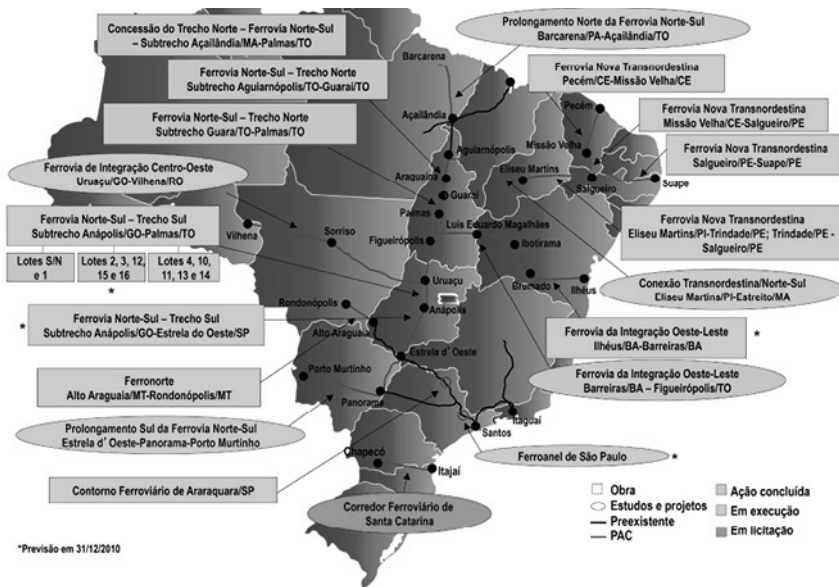 Concessão do Trecho Norte – Ferrovia Norte-Sul
– Subtrecho Açailândia/MA-Palmas/TO
Prolongamento Norte da Ferrovia Norte-Sul
Barcarena/PA-Açailândia/TO
Barcarena
Ferrovia Norte-Sul – Trecho Norte
Subtrecho Aguiarnópolis/TO-Guaraí/TO
Ferrovia Nova Transnordestina
Pecém/CE-Missão Velha/CE
Açailândia
Pecém
Ferrovia Norte-Sul – Trecho Norte
Subtrecho Guara/TO-Palmas/TO
Ferrovia Nova Transnordestina
Missão Velha/CE-Salgueiro/PE
Aguiarnópolis
Missão Velha
Ferrovia Nova Transnordestina
Salgueiro/PE-Suape/PE
Ferrovia de Integração Centro-Oeste
Uruaçu/GO-Vilhena/RO
Araguaína
Eliseu Martins
Guaraí
Salgueiro
Suape
Ferrovia Norte-Sul – Trecho Sul
Subtrecho Anápolis/GO-Palmas/TO
Palmas
Luis Eduardo Magalhães
Ferrovia Nova Transnordestina
Eliseu Martins/PI-Trindade/PE; Trindade/PE -
Salgueiro/PE
Vilhena
Sorriso
Figueirópolis
Ibotirama
Lotes S/N
e 1
Lotes 2, 3, 12,
15 e 16
Lotes 4, 10,
11, 13 e 14
*
Uruaçu
Brumado
Ilhéus
Conexão Transnordestina/Norte-Sul
Eliseu Martins/PI-Estreito/MA
Rondonópolis
Anápolis
* Ferrovia Norte-Sul – Trecho Sul
Subtrecho Anápolis/GO-Estrela do Oeste/SP
Alto Araguaia
Ferrovia da Integração Oeste-Leste *
Ilhéus/BA-Barreiras/BA
Estrela d' Oeste
Porto Murtinho
Ferronorte
Alto Araguaia/MT-Rondonópolis/MT
Ferrovia da Integração Oeste-Leste
Barreiras/BA – Figueirópolis/TO
Panorama
Prolongamento Sul da Ferrovia Norte-Sul
Estrela d' Oeste-Panorama-Porto Murtinho
Itaguaí
Santos
Chapecó
Ferroanel de São Paulo *
Itajaí
Contorno Ferroviário de Araraquara/SP
Corredor Ferroviário de
Santa Catarina
Obra
Estudos e projetos
Preexistente
PAC
Ação concluída
Em execução
Em licitação
*Previsão em 31/12/2010